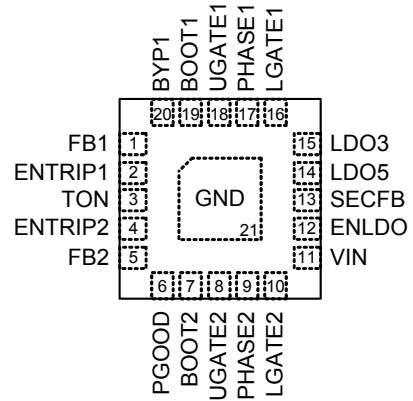 BYP1
BOOT1
UGATE1
PHASE1
LGATE1
20 19 18 17 16
FB1 1
ENTRIP1 2
TON 3
ENTRIP2 4
FB2 5
GND
21
15 LDO3
14 LDO5
13 SECFB
12 ENLDO
11 VIN
6 7 8 9 10
PGOOD
BOOT2
UGATE2
PHASE2
LGATE2